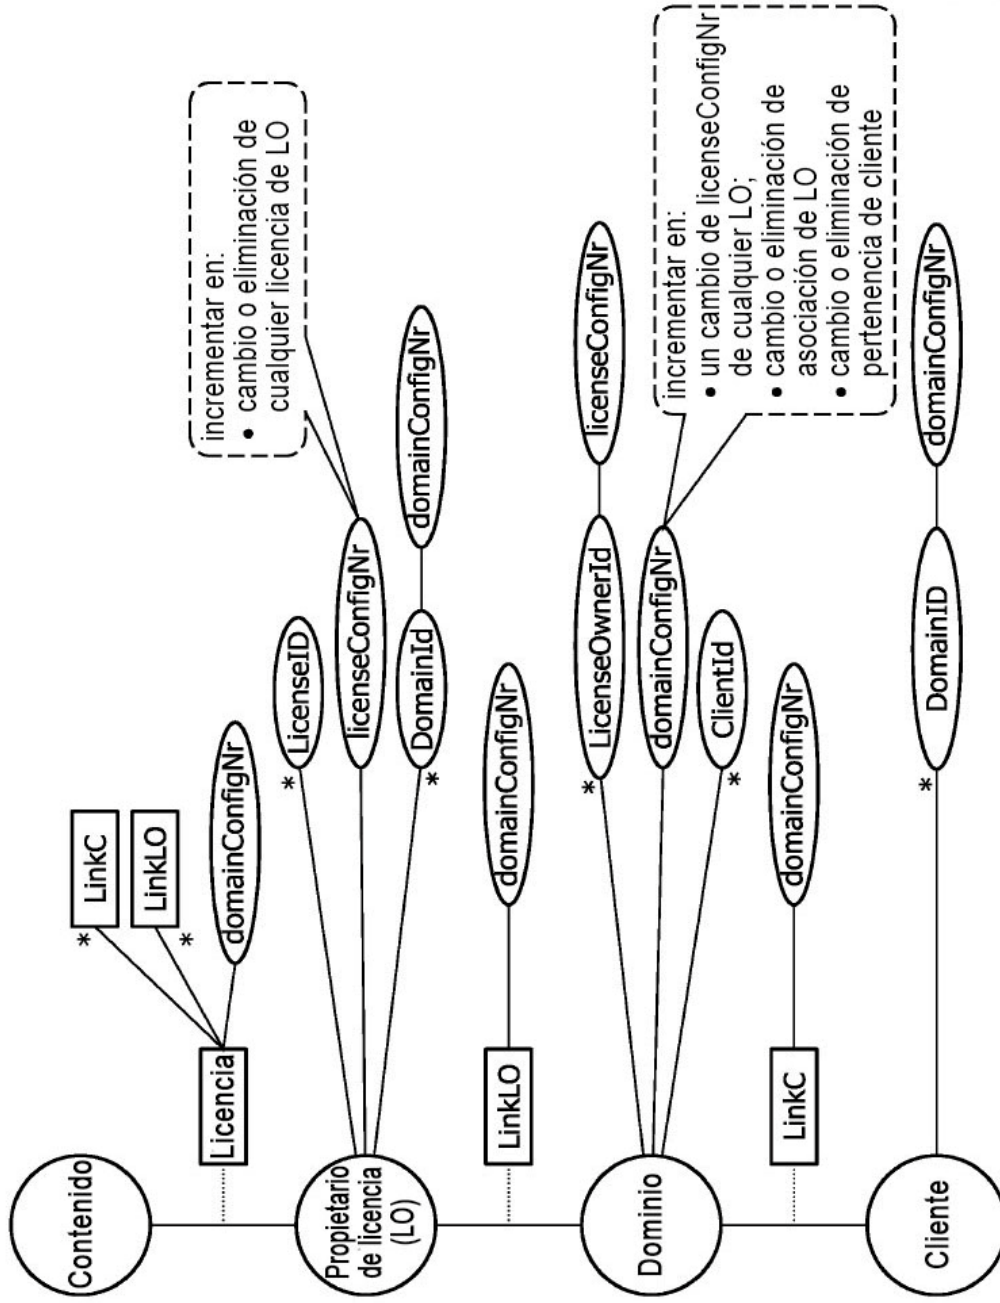 Contenido
Licencia
LinkC
*
LinkLO
*
domainConfigNr
Propietario
de licencia
(LO)
*
LicenseID
licenseConfigNr
incrementar en:
• cambio o eliminación de
cualquier licencia de LO
*
DomainId
domainConfigNr
LinkLO
domainConfigNr
Dominio
*
LicenseOwnerId
licenseConfigNr
domainConfigNr
incrementar en:
• un cambio de licenseConfigNr
de cualquier LO;
• cambio o eliminación de
asociación de LO
• cambio o eliminación de
pertenencia de cliente
*
ClientId
LinkC
domainConfigNr
Cliente
*
DomainID
domainConfigNr